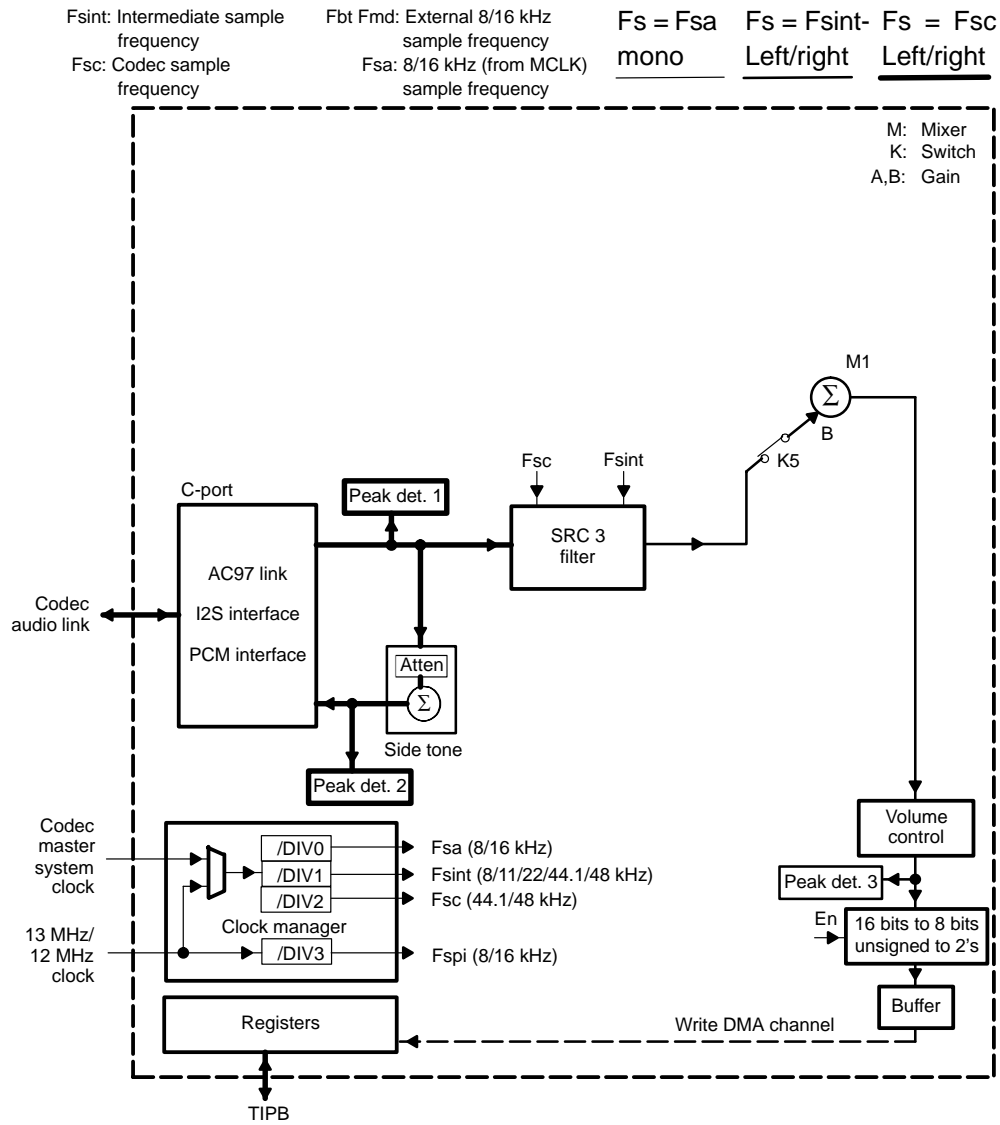 Fsint: Intermediate sample
frequency
Fsc: Codec sample
frequency
Fbt Fmd: External 8/16 kHz
sample frequency
Fsa: 8/16 kHz (from MCLK)
sample frequency
Fs = Fsa
mono
Fs = Fsint-
Left/right
Fs = Fsc
Left/right
M: Mixer
K: Switch
A,B: Gain
M1
Σ
B
K5
Fsc
Fsint
C-port
Peak det. 1
SRC 3
filter
AC97 link
I2S interface
PCM interface
Codec
audio link
Atten
Σ
Side tone
Peak det. 2
Codec
master
system
clock
/DIV0
Fsa (8/16 kHz)
/DIV1
Fsint (8/11/22/44.1/48 kHz)
/DIV2
Fsc (44.1/48 kHz)
Clock manager
13 MHz/
12 MHz
clock
/DIV3
Fspi (8/16 kHz)
Volume
control
Peak det. 3
En
16 bits to 8 bits
unsigned to 2's
Buffer
Registers
Write DMA channel
TIPB